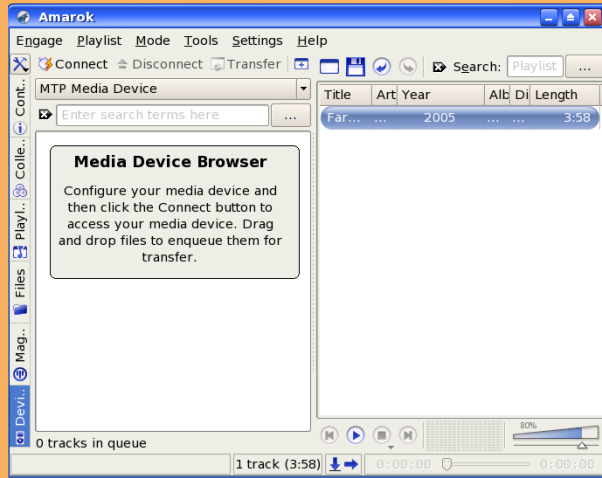 Amarok
Engage Playlist Mode Tools Settings Help
Connect Disconnect Transfer Search: Playlist ...
MTP Media Device
Enter search terms here ...
Title Art Year Alb Di Length
Far... ... 2005 ... ... 3:58
Cont..
Colle..
Playl..
Files
Mag..
Devi..
Media Device Browser
Configure your media device and
then click the Connect button to
access your media device. Drag
and drop files to enqueue them for
transfer.
80%
0 tracks in queue
1 track (3:58) 0:00:00 0:00:00